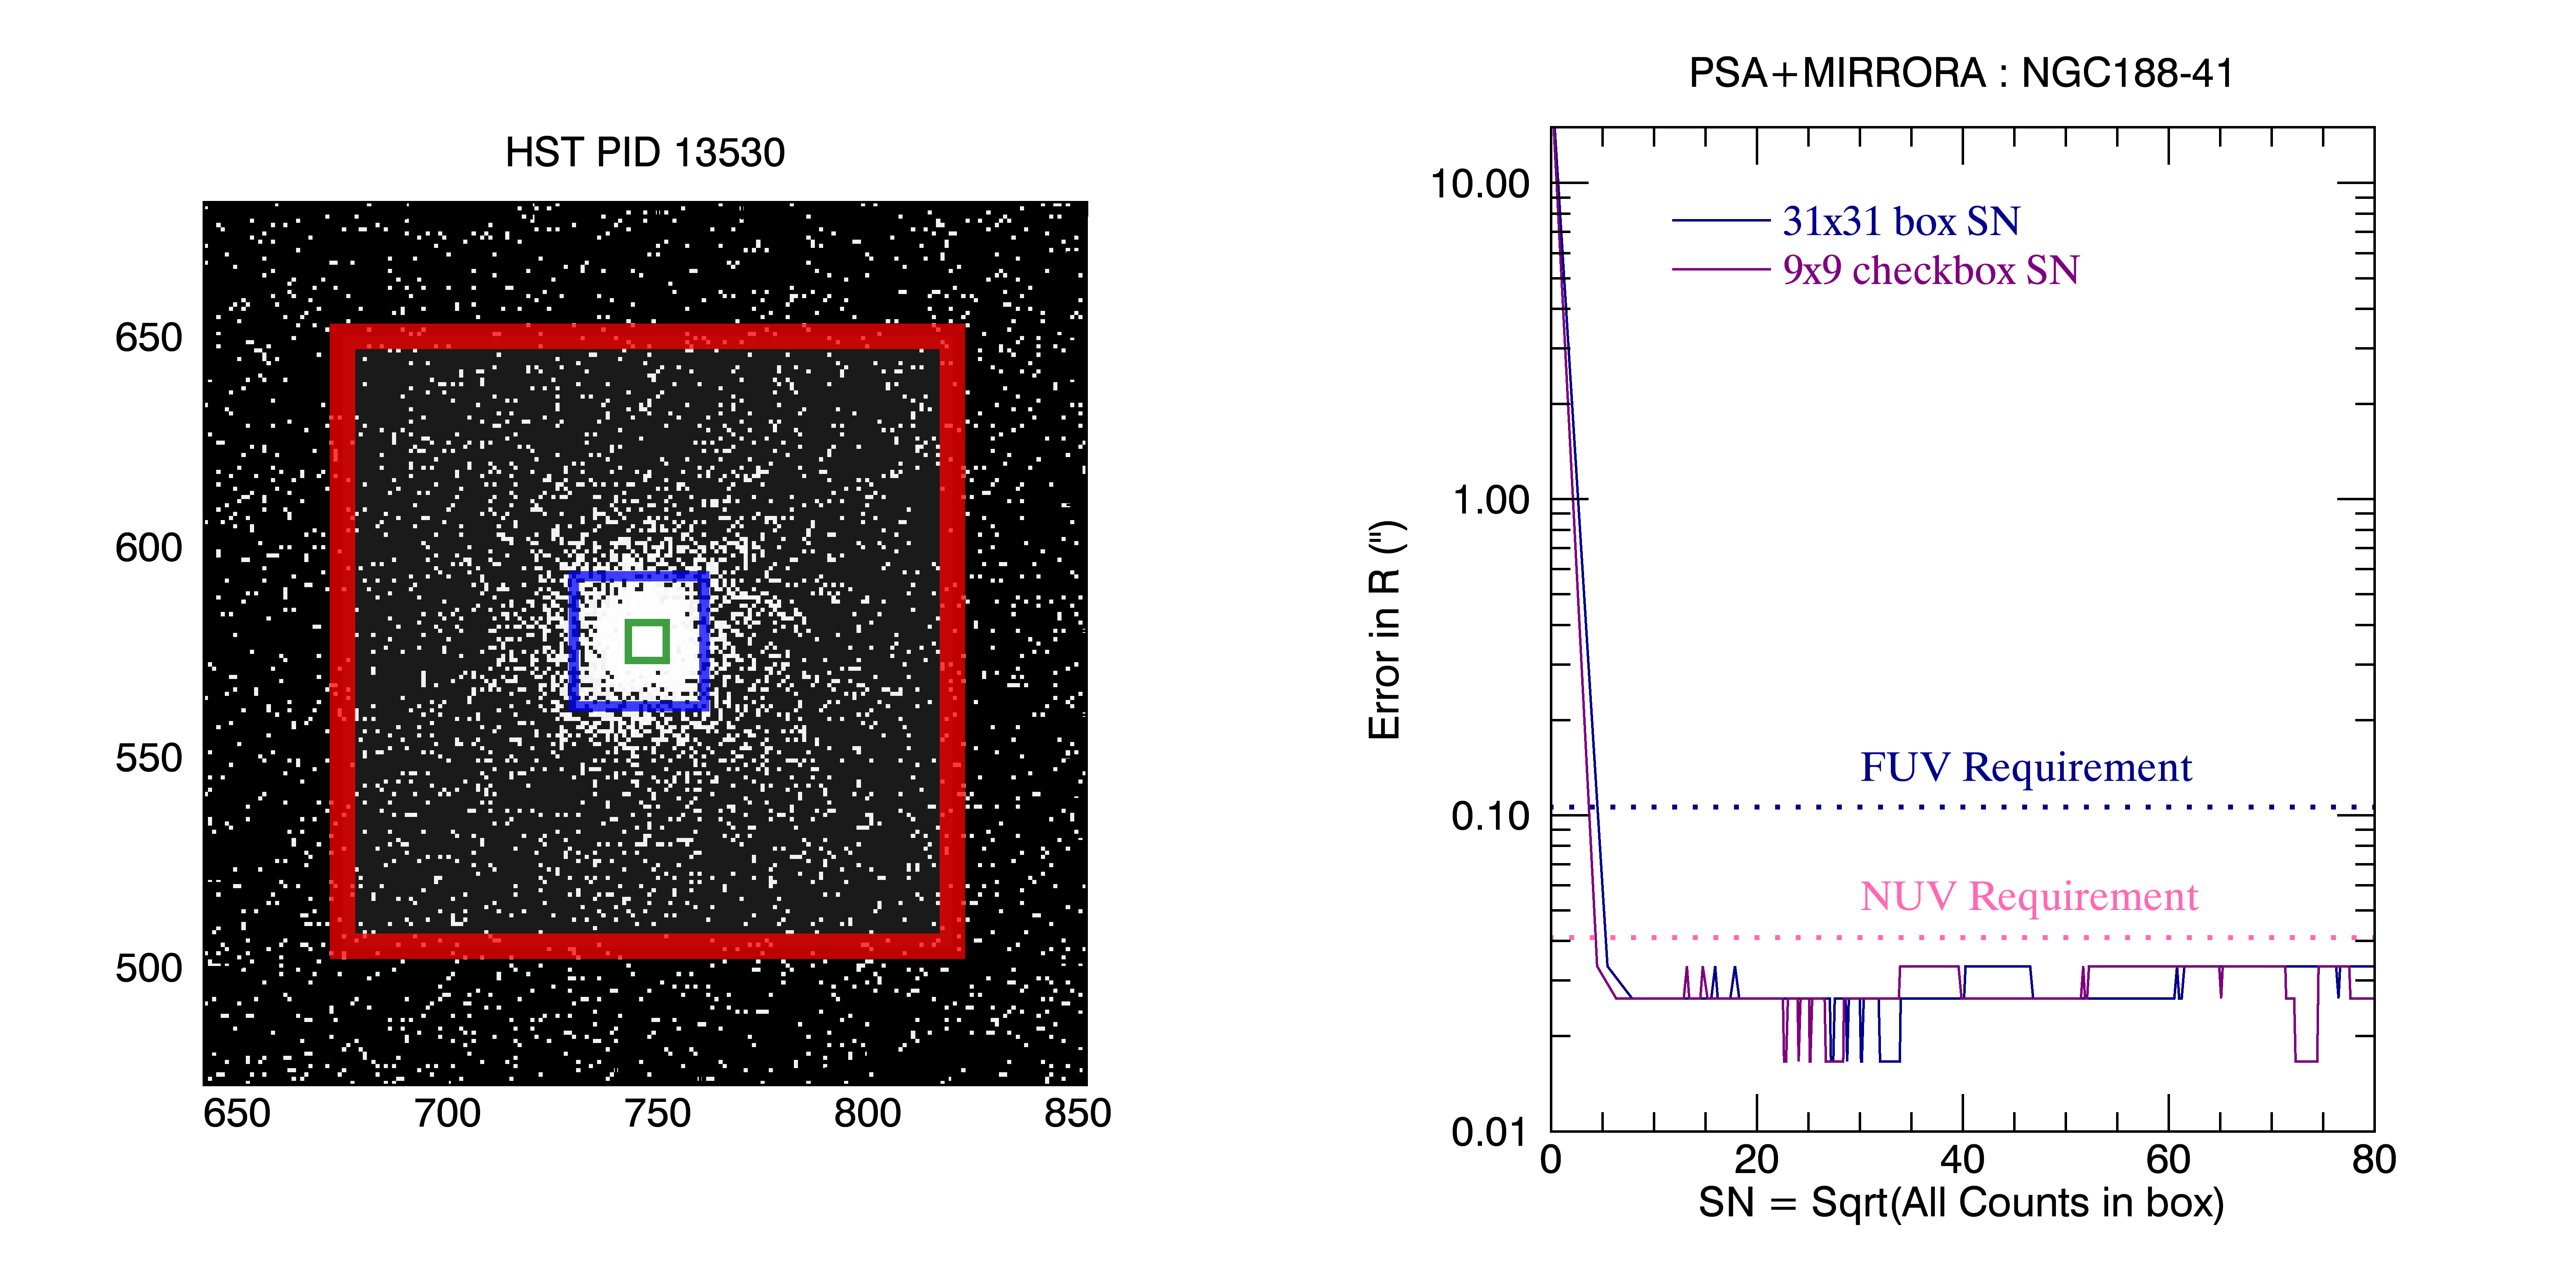 HST PID 13530
650
600
550
500
650 700 750 800 850
PSA+MIRRORA : NGC188-41
10.00
1.00
0.10
0.01
Error in R (")
31x31 box SN
9x9 checkbox SN
FUV Requirement
NUV Requirement
0 20 40 60 80
SN = Sqrt(All Counts in box)